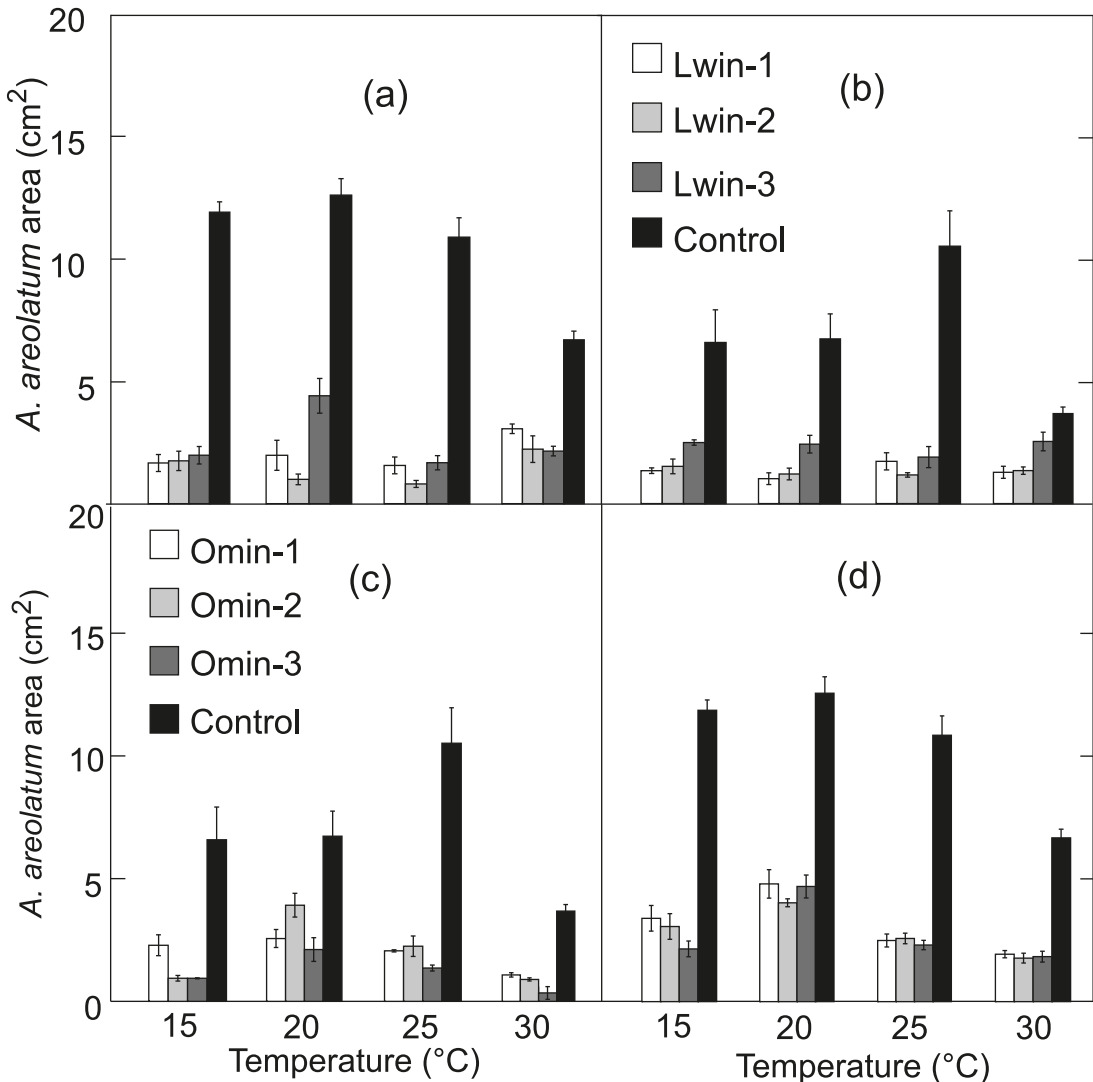 20
15
10
5
A. areolatum area (cm2)
(a)
(b)
Lwin-1
Lwin-2
Lwin-3
Control
20
15
10
5
0
A. areolatum area (cm2)
Omin-1
Omin-2
Omin-3
Control
(c)
(d)
15 20 25 30
15 20 25 30
Temperature (°C)
Temperature (°C)